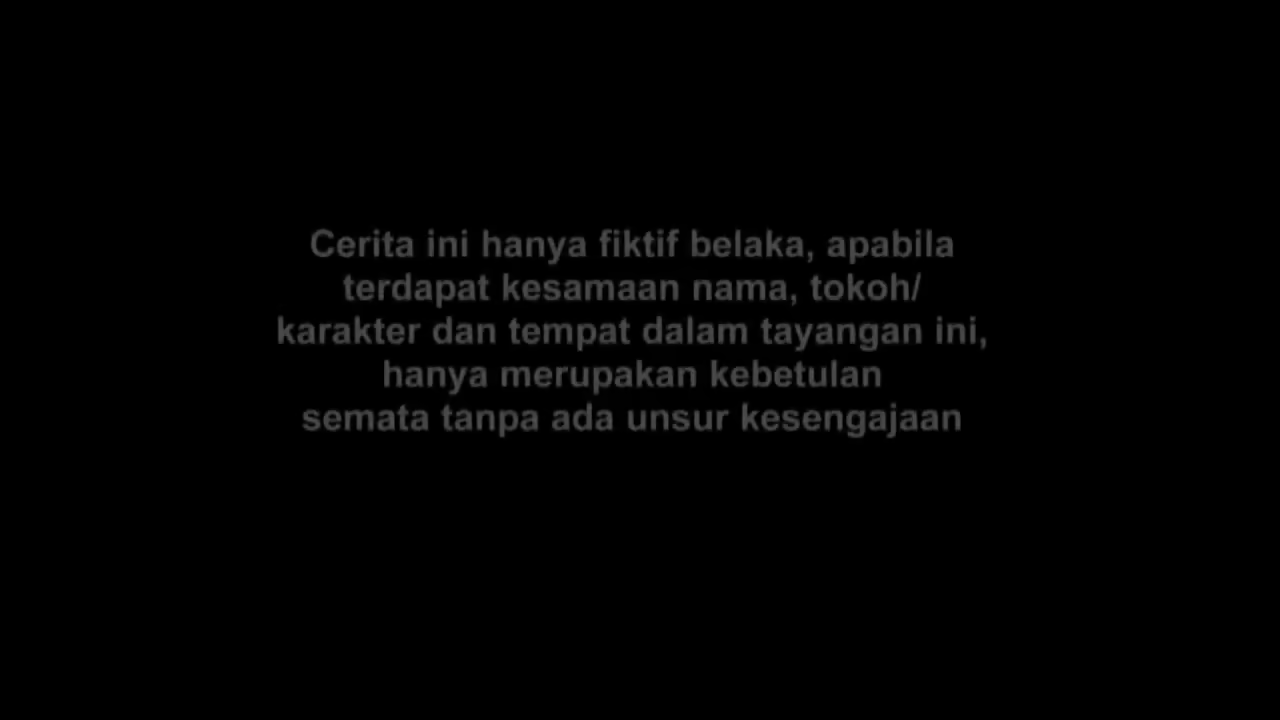 Cerita ini hanya fiktif belaka, apabila
terdapat kesamaan nama, tokoh/
karakter dan tempat dalam tayangan ini,
hanya merupakan kebetulan
semata tanpa ada unsur kesengajaan